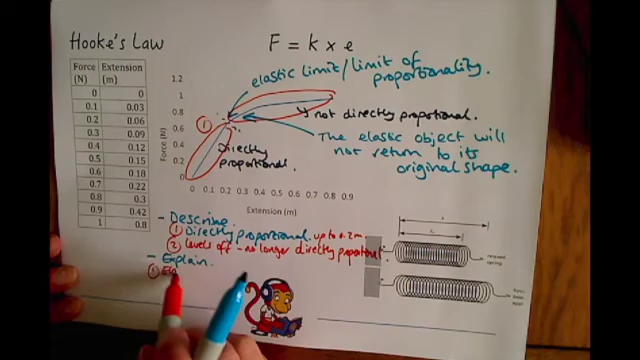 Hooke's Law
F = k x e
Force (N) Extension (m)
0 0
0.1 0.03
0.2 0.06
0.3 0.09
0.4 0.12
0.5 0.15
0.6 0.18
0.7 0.22
0.8 0.3
0.9 0.42
1 0.8
elastic limit/limit of
proportionality.
not directly proportional.
The elastic object will
not return to its
original shape.
①
Directly
proportional.
Force (N)
1.2
1
0.8
0.6
0.4
0.2
0
0 0.1 0.2 0.3 0.4 0.5 0.6 0.7 0.8 0.9
Extension (m)
- Describe.
① Directly proportional up to 0.2m
② Levels off - no longer directly proportional
- Explain.
①